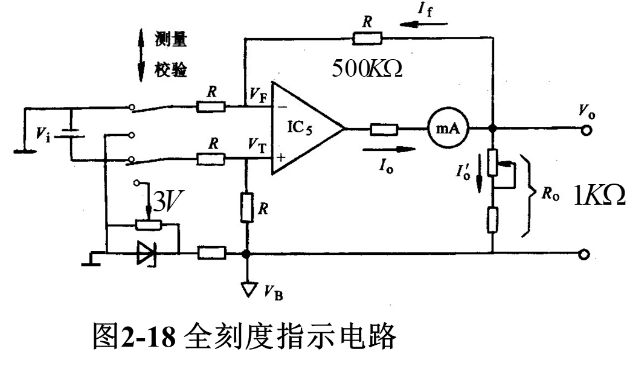 R
I_f
测量
校验
500KΩ
R
V_F
−
IC₅
mA
V_o
V_i
R
V_T
+
I_o
I'_o
R_o
1KΩ
3V
R
V_B
图2-18 全刻度指示电路